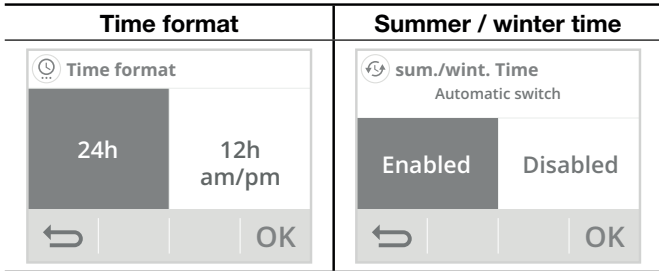 Time format
Summer / winter time
Time format
24h
12h
am/pm
OK
sum./wint. Time
Automatic switch
Enabled
Disabled
OK